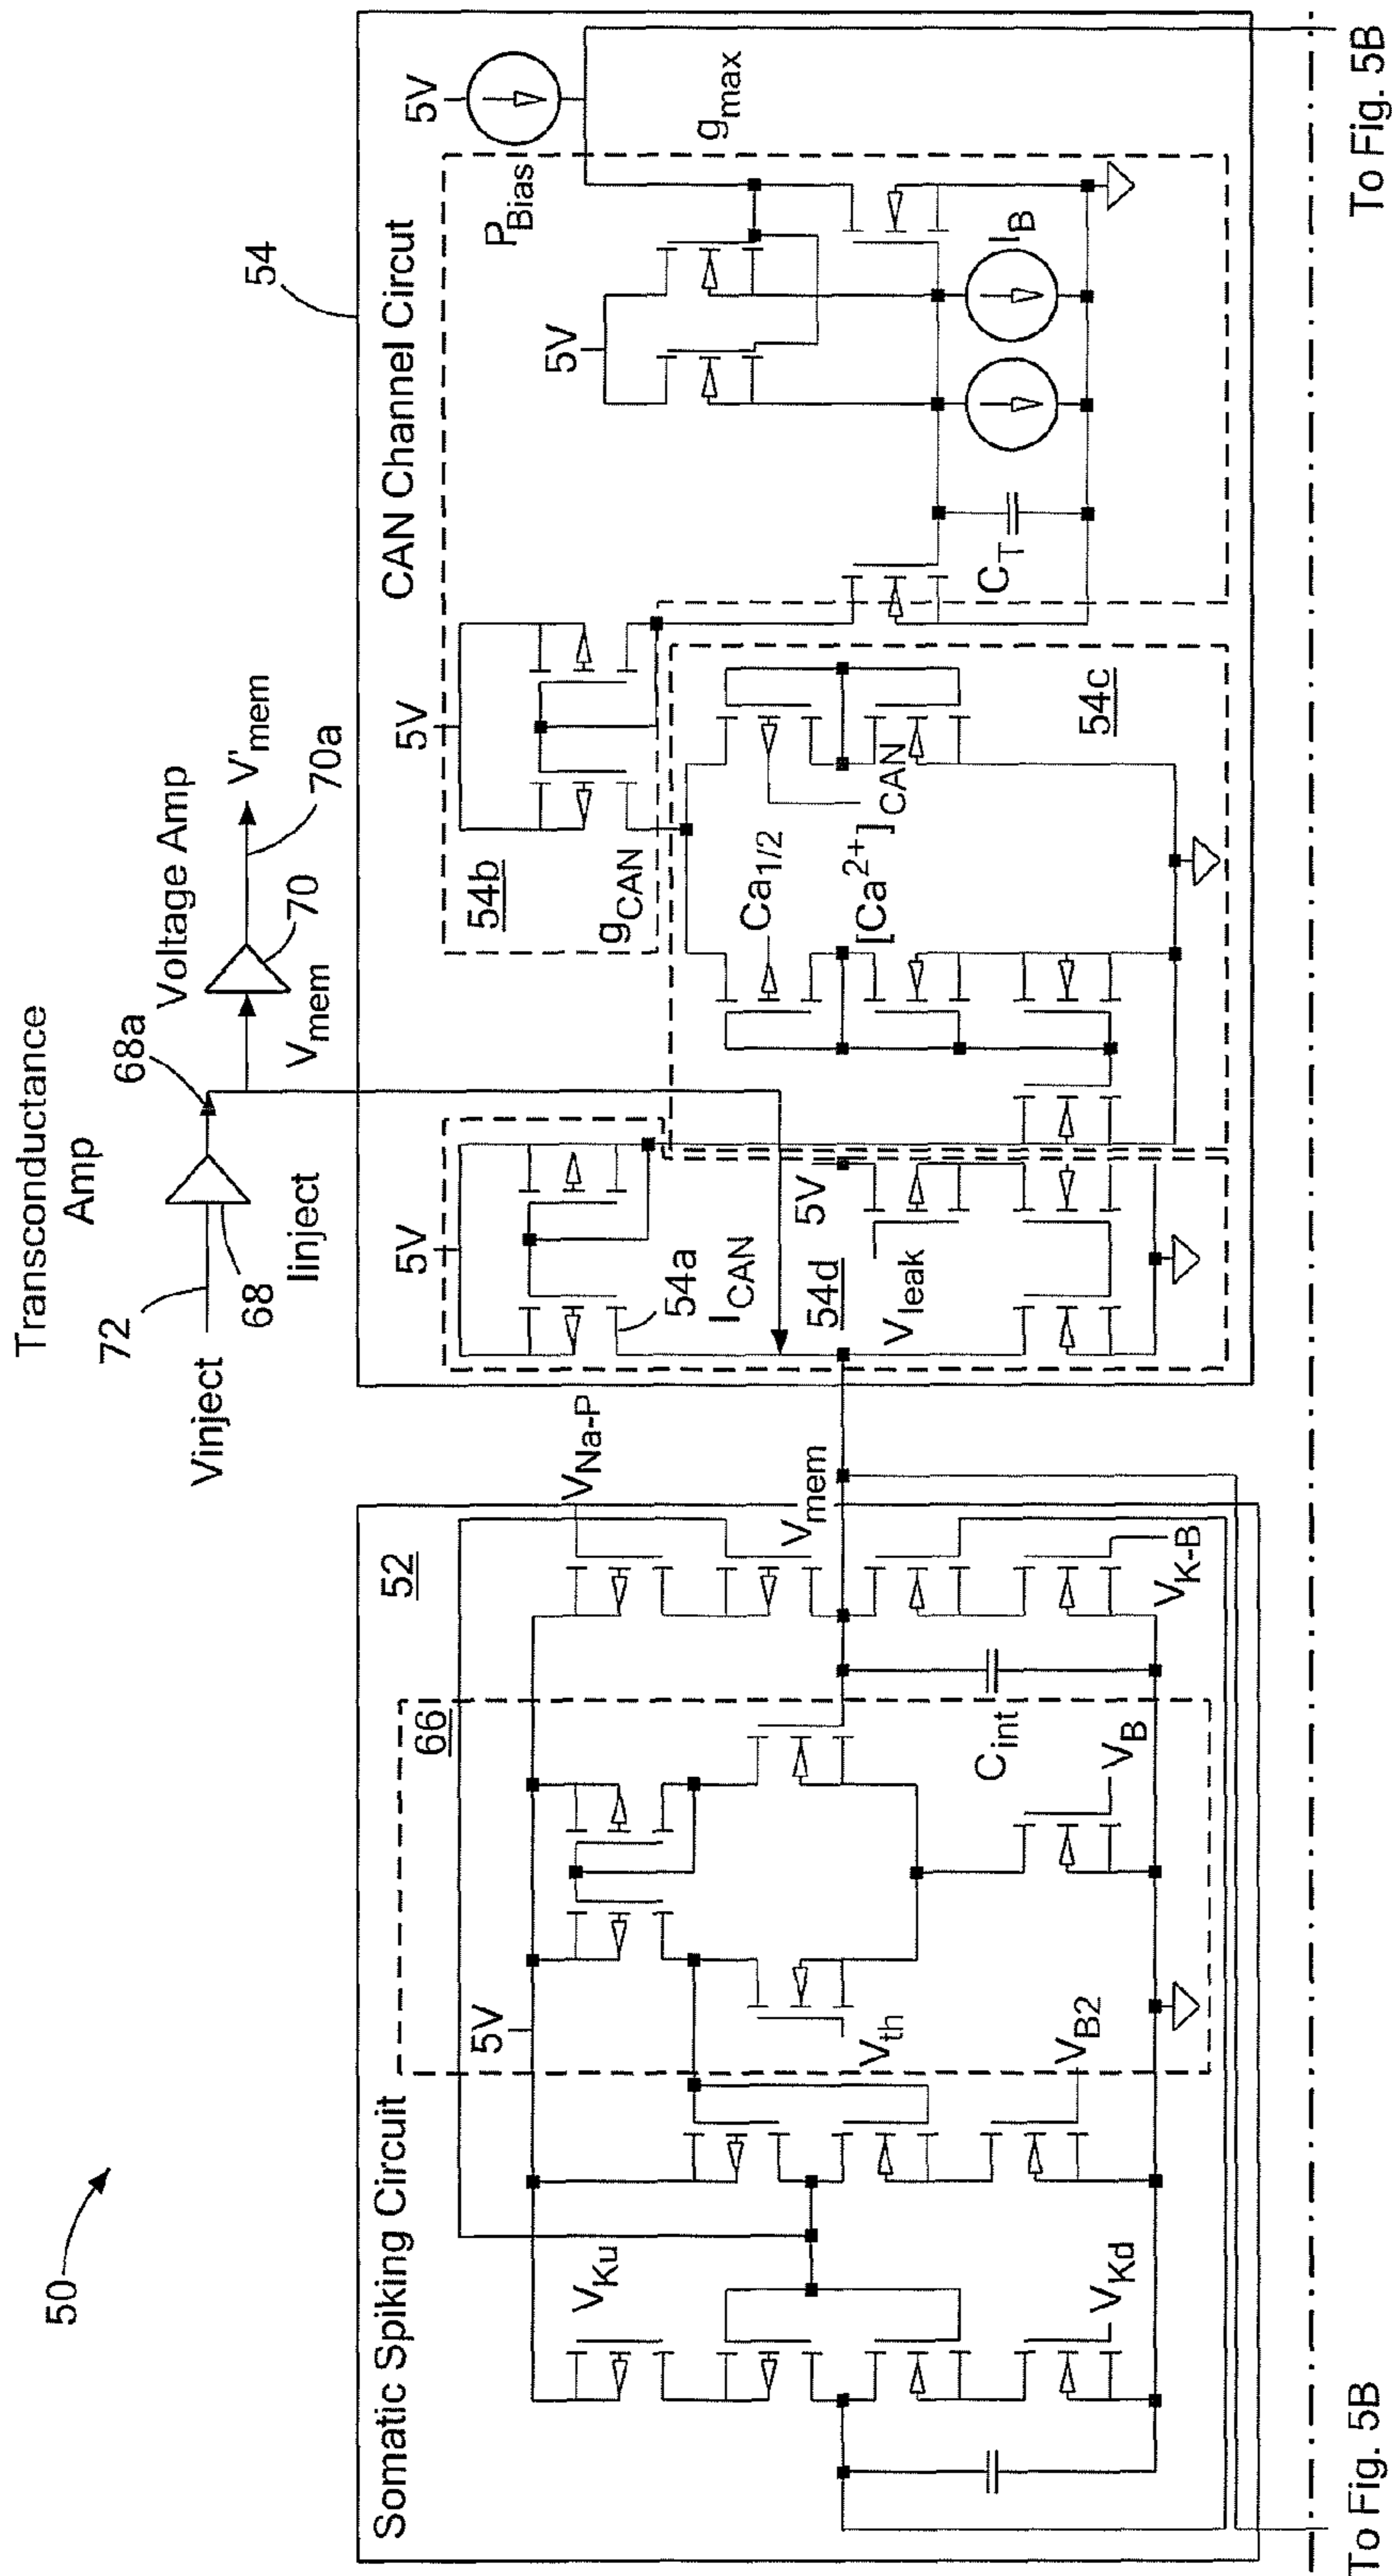 50
Transconductance
Amp
Vinject
72
68
Iinject
68a
Voltage Amp
V_mem
70
70a
V'_mem
Somatic Spiking Circuit
52
66
5V
V_Ku
V_Kd
V_th
V_B2
V_B
C_int
V_K-B
V_mem
V_Na-P
54
CAN Channel Circut
5V
54a
I_CAN
54d
5V
V_leak
54b
5V
g_CAN
Ca_1/2
[Ca^2+]_CAN
54c
C_T
5V
I_B
P_Bias
5V
g_max
To Fig. 5B
To Fig. 5B